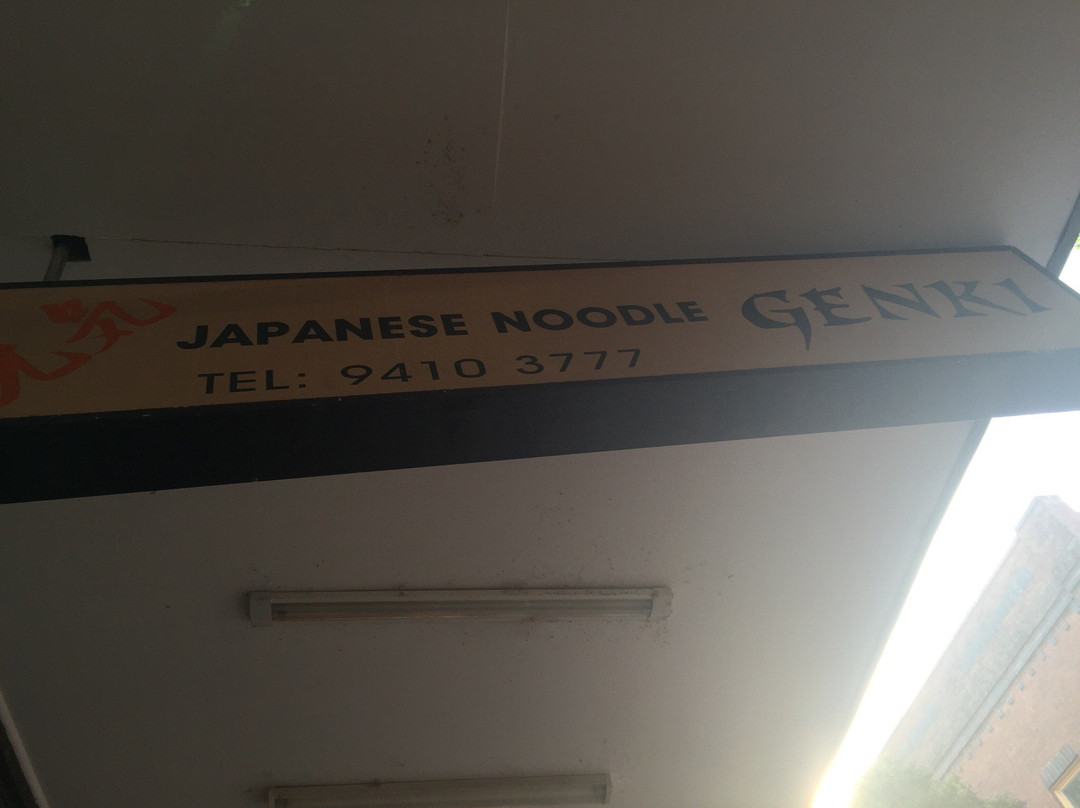 元気 JAPANESE NOODLE GENKI
TEL: 9410 3777